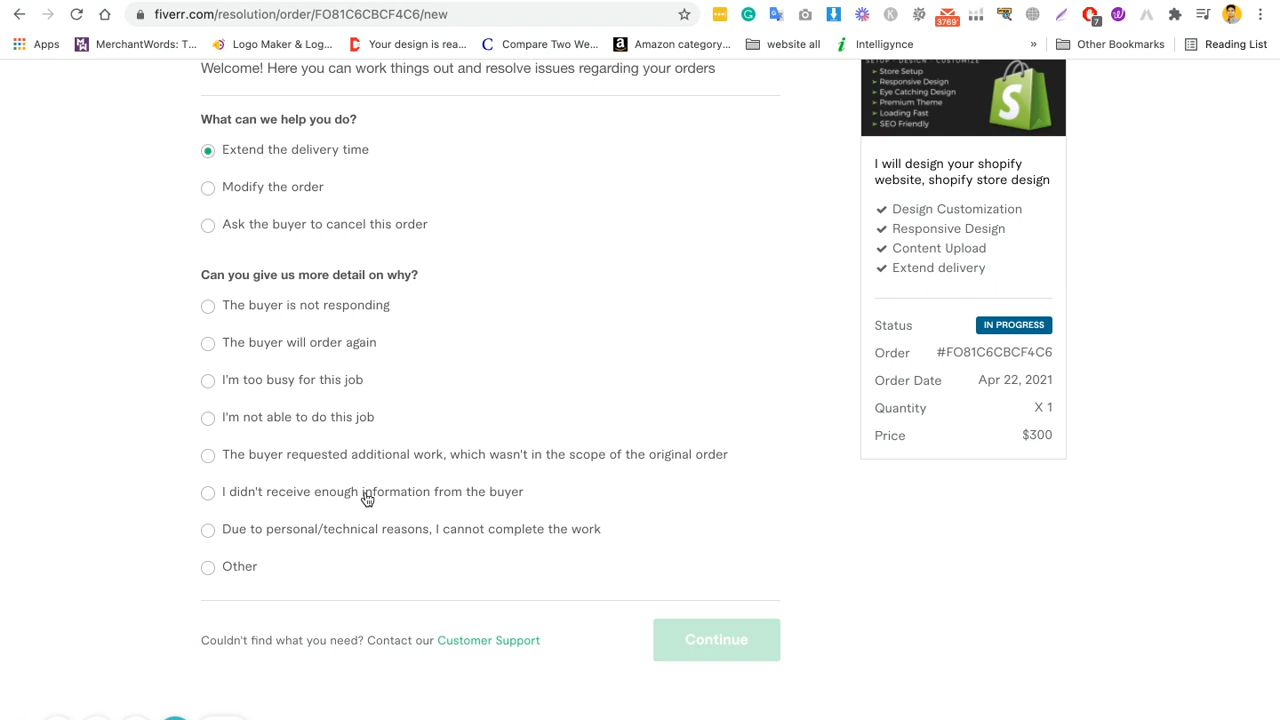 fiverr.com/resolution/order/FO81C6CBCF4C6/new
3769
7
Apps
MerchantWords: T...
Logo Maker & Log...
Your design is rea...
Compare Two We...
Amazon category...
website all
Intelligynce
»
Other Bookmarks
Reading List
Welcome! Here you can work things out and resolve issues regarding your orders
What can we help you do?
Extend the delivery time
Modify the order
Ask the buyer to cancel this order
Can you give us more detail on why?
The buyer is not responding
The buyer will order again
I'm too busy for this job
I'm not able to do this job
The buyer requested additional work, which wasn't in the scope of the original order
I didn't receive enough information from the buyer
Due to personal/technical reasons, I cannot complete the work
Other
Couldn't find what you need? Contact our Customer Support
Continue
SETUP - DESIGN - CUSTOMIZE
➤ Store Setup
➤ Responsive Design
➤ Eye Catching Design
➤ Premium Theme
➤ Loading Fast
➤ SEO Friendly
I will design your shopify
website, shopify store design
✔ Design Customization
✔ Responsive Design
✔ Content Upload
✔ Extend delivery
Status IN PROGRESS
Order #FO81C6CBCF4C6
Order Date Apr 22, 2021
Quantity X 1
Price $300